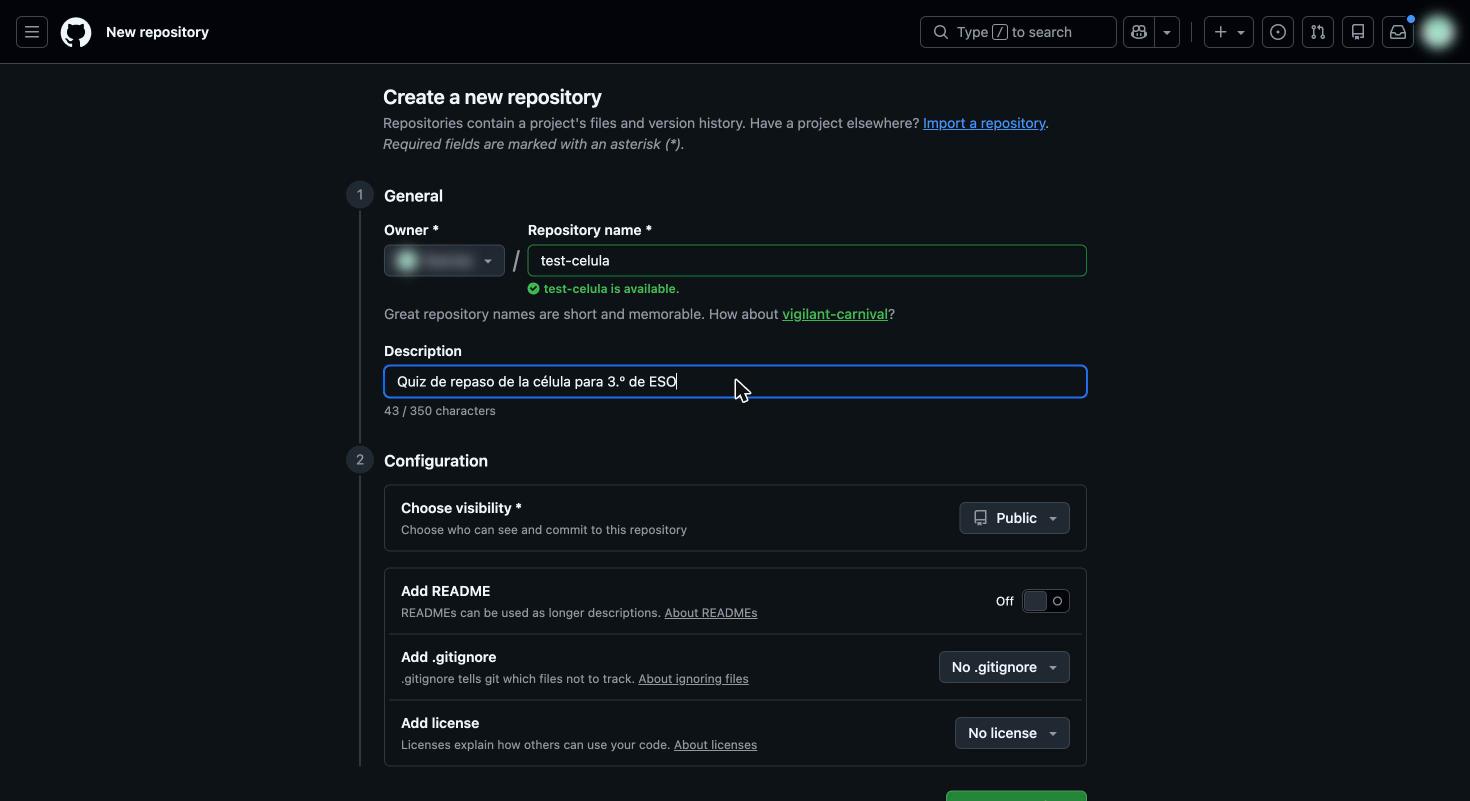 New repository
Type / to search
Create a new repository
Repositories contain a project's files and version history. Have a project elsewhere? Import a repository.
Required fields are marked with an asterisk (*).
1
General
Owner *
Repository name *
/
test-celula
test-celula is available.
Great repository names are short and memorable. How about vigilant-carnival?
Description
Quiz de repaso de la célula para 3.º de ESO
43 / 350 characters
2
Configuration
Choose visibility *
Choose who can see and commit to this repository
Public
Add README
READMEs can be used as longer descriptions. About READMEs
Off
Add .gitignore
.gitignore tells git which files not to track. About ignoring files
No .gitignore
Add license
Licenses explain how others can use your code. About licenses
No license